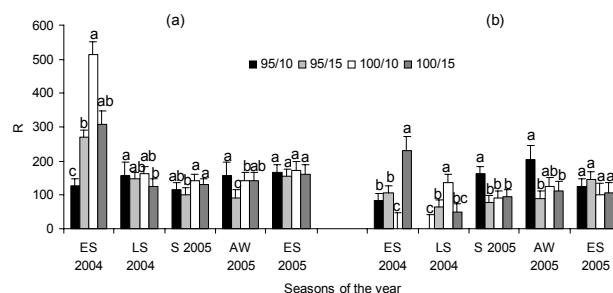 (a) (b)
600
500
400
300
200
100
0
R
95/10 95/15 100/10 100/15
c b a ab
a ab ab b
ab b a a
a b ab ab
a a a a
b b c a
c b a bc
a b b b
a b ab b
a a a a
ES 2004
LS 2004
S 2005
AW 2005
ES 2005
ES 2004
LS 2004
S 2005
AW 2005
ES 2005
Seasons of the year